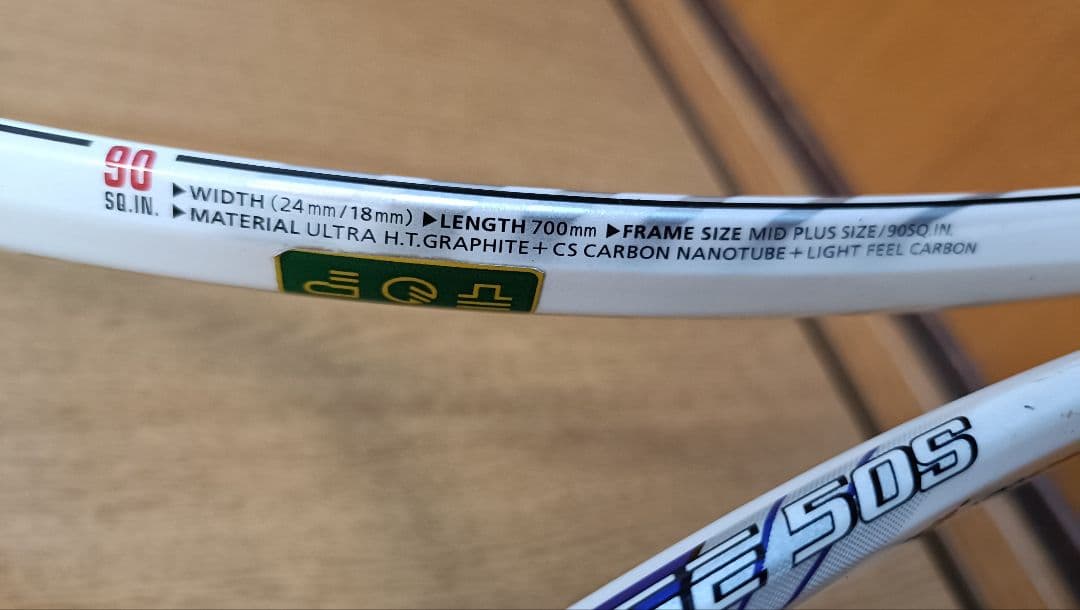 90
SQ.IN.
▶WIDTH (24mm/18mm) ▶LENGTH 700mm ▶FRAME SIZE MID PLUS SIZE/90SQ.IN.
▶MATERIAL ULTRA H.T.GRAPHITE+CS CARBON NANOTUBE+LIGHT FEEL CARBON
E 50S